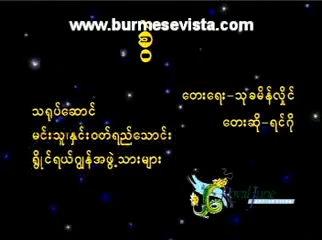 www.burmesevista.com
တေးရေး-သုခမိန်လှိုင်
တေးဆို-ရင်ဂို
သရုပ်ဆောင်
မင်းသူ၊နှင်းဝတ်ရည်သောင်း
ရွှိုင်ရယ်ဂျွန်အဖွဲ့သားများ